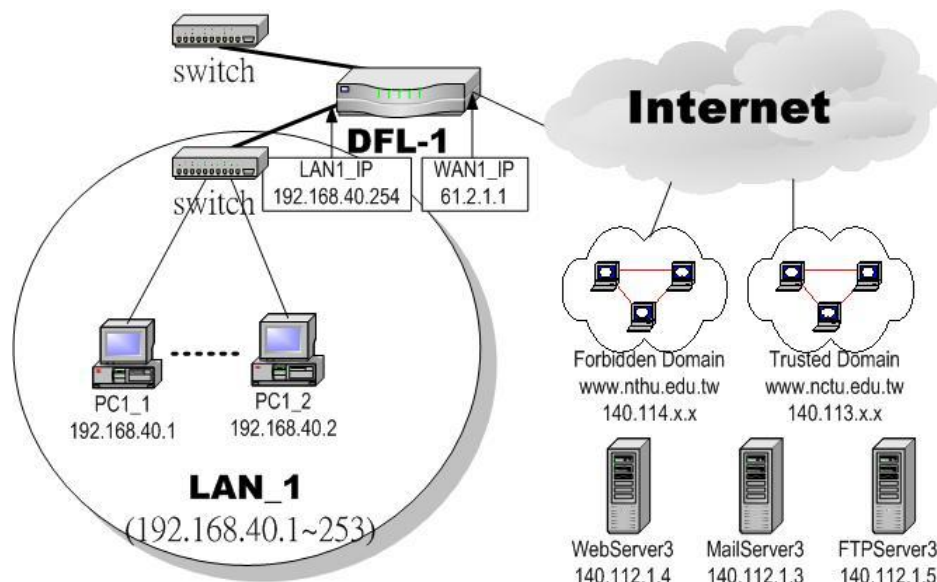 switch
Internet
DFL-1
switch
LAN1_IP
192.168.40.254
WAN1_IP
61.2.1.1
PC1_1
192.168.40.1
PC1_2
192.168.40.2
LAN_1
(192.168.40.1~253)
Forbidden Domain
www.nthu.edu.tw
140.114.x.x
Trusted Domain
www.nctu.edu.tw
140.113.x.x
WebServer3
140.112.1.4
MailServer3
140.112.1.3
FTPServer3
140.112.1.5